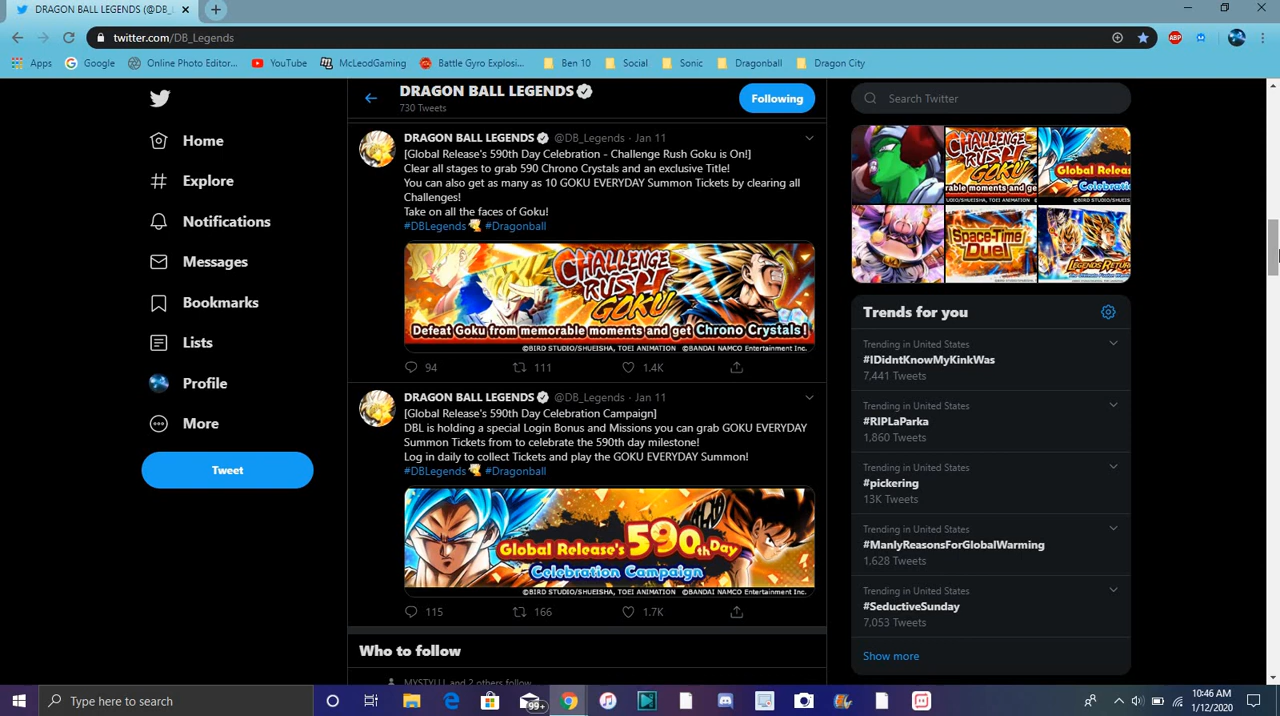 DRAGON BALL LEGENDS (@DB_L
twitter.com/DB_Legends
ABP
Apps
Google
Online Photo Editor...
YouTube
McLeodGaming
Battle Gyro Explosi...
Ben 10
Social
Sonic
Dragonball
Dragon City
Home
Explore
Notifications
Messages
Bookmarks
Lists
Profile
More
Tweet
DRAGON BALL LEGENDS
730 Tweets
Following
DRAGON BALL LEGENDS @DB_Legends · Jan 11
[Global Release's 590th Day Celebration - Challenge Rush Goku is On!]
Clear all stages to grab 590 Chrono Crystals and an exclusive Title!
You can also get as many as 10 GOKU EVERYDAY Summon Tickets by clearing all
Challenges!
Take on all the faces of Goku!
#DBLegends #Dragonball
CHALLENGE
RUSH
GOKU
Defeat Goku from memorable moments and get Chrono Crystals!
©BIRD STUDIO/SHUEISHA, TOEI ANIMATION ©BANDAI NAMCO Entertainment Inc.
94 111 1.4K
DRAGON BALL LEGENDS @DB_Legends · Jan 11
[Global Release's 590th Day Celebration Campaign]
DBL is holding a special Login Bonus and Missions you can grab GOKU EVERYDAY
Summon Tickets from to celebrate the 590th day milestone!
Log in daily to collect Tickets and play the GOKU EVERYDAY Summon!
#DBLegends #Dragonball
Global Release's 590th Day
Celebration Campaign
©BIRD STUDIO/SHUEISHA, TOEI ANIMATION ©BANDAI NAMCO Entertainment Inc.
115 166 1.7K
Who to follow
MYSTYLU and 2 others follow
Search Twitter
CHALLENGE
RUSH
GOKU
rable moments and ge
Global Relea
Celebratio
Space-Time
Duel
LEGENDS RETUR
Trends for you
Trending in United States
#IDidntKnowMyKinkWas
7,441 Tweets
Trending in United States
#RIPLaParka
1,860 Tweets
Trending in United States
#pickering
13K Tweets
Trending in United States
#ManlyReasonsForGlobalWarming
1,628 Tweets
Trending in United States
#SeductiveSunday
7,053 Tweets
Show more
Type here to search
99+
10:46 AM
1/12/2020